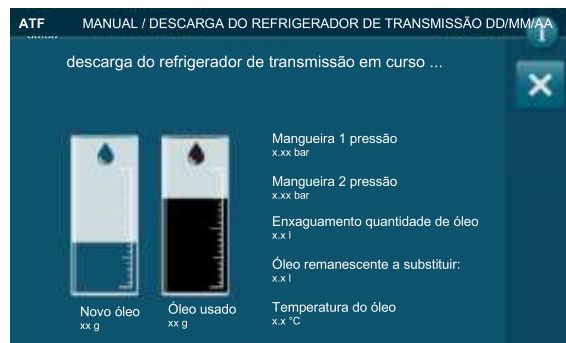 ATF
MANUAL / DESCARGA DO REFRIGERADOR DE TRANSMISSÃO DD/MM/AA
descarga do refrigerador de transmissão em curso ...
Mangueira 1 pressão
x.xx bar
Mangueira 2 pressão
x.xx bar
Enxaguamento quantidade de óleo
x.x l
Óleo remanescente a substituir:
x.x l
Temperatura do óleo
x.x °C
Novo óleo
xx g
Óleo usado
xx g